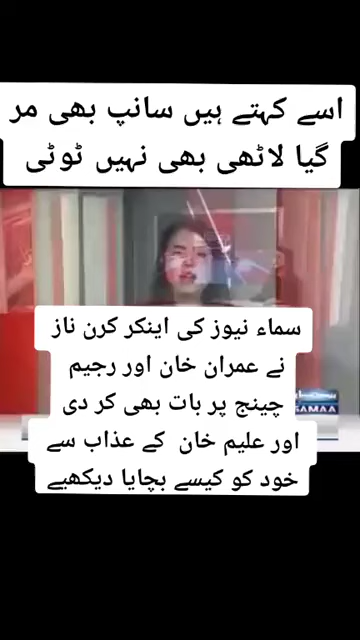 اسے کہتے ہیں سانپ بھی مر
گیا لاٹھی بھی نہیں ٹوٹی
سماء نیوز کی اینکر کرن ناز
نے عمران خان اور رجیم
چینج پر بات بھی کر دی
اور علیم خان کے عذاب سے
خود کو کیسے بچایا دیکھیے
SAMAA